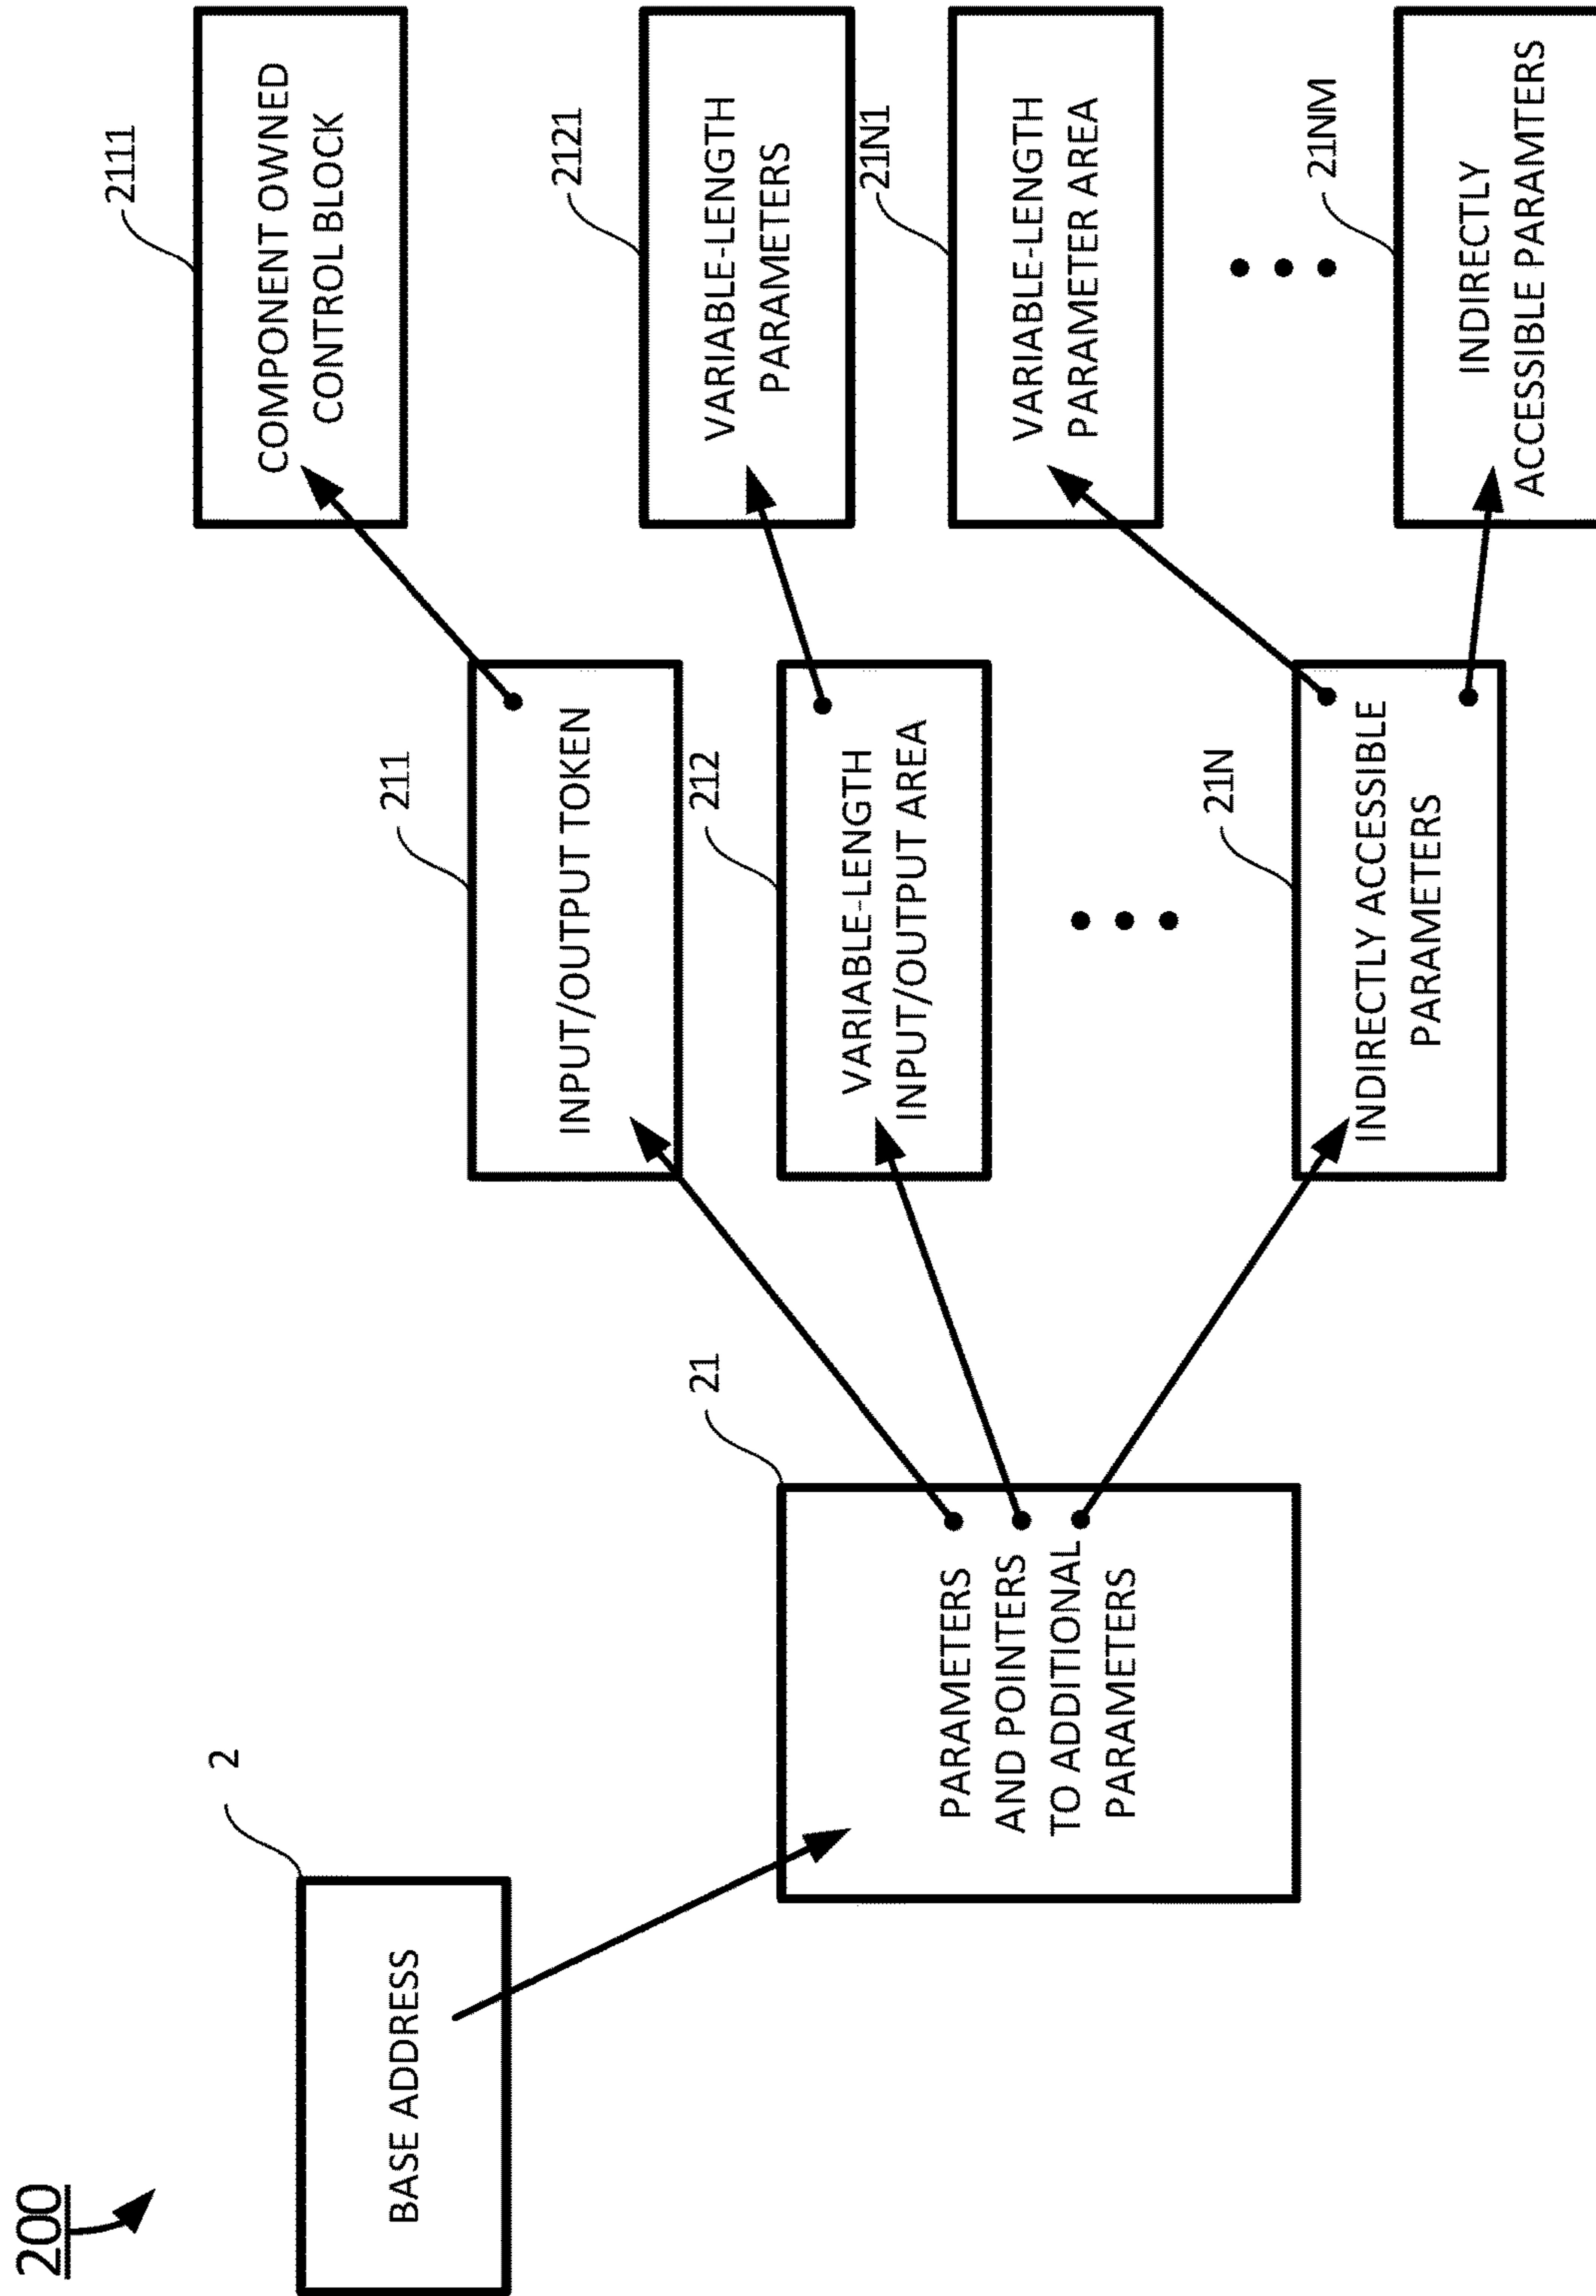 200
2
BASE ADDRESS
21
PARAMETERS
AND POINTERS
TO ADDITIONAL
PARAMETERS
211
INPUT/OUTPUT TOKEN
212
VARIABLE-LENGTH
INPUT/OUTPUT AREA
21N
INDIRECTLY ACCESSIBLE
PARAMETERS
2111
COMPONENT OWNED
CONTROL BLOCK
2121
VARIABLE-LENGTH
PARAMETERS
21N1
VARIABLE-LENGTH
PARAMETER AREA
21NM
INDIRECTLY
ACCESSIBLE PARAMTERS